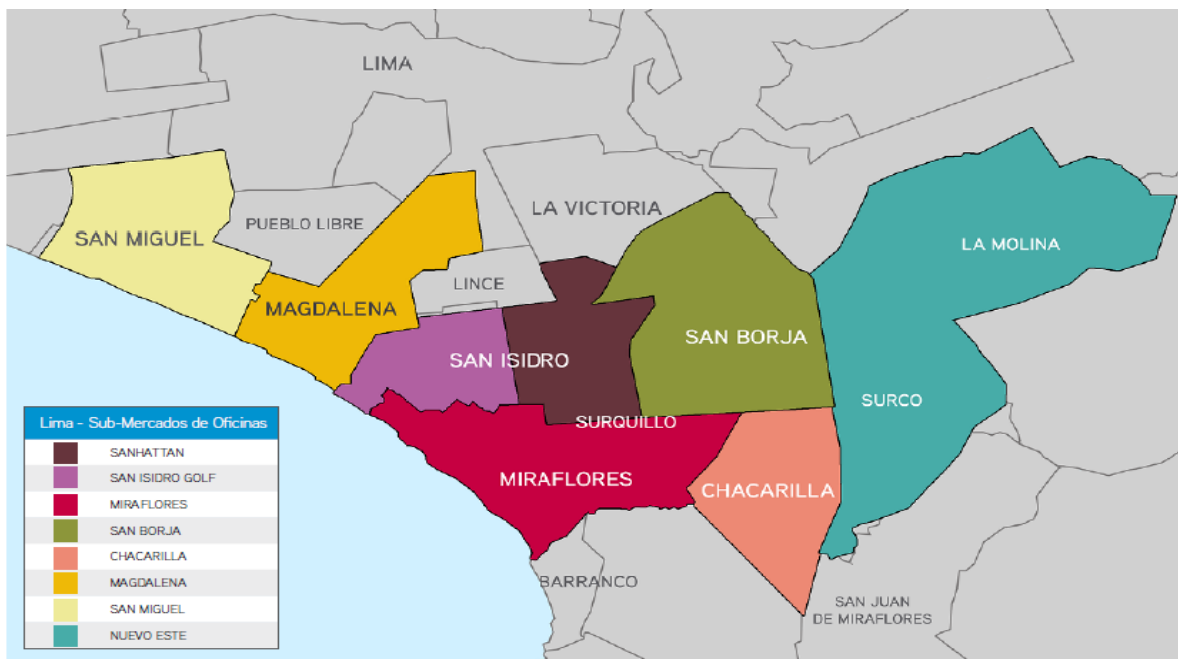 LIMA
LA VICTORIA
PUEBLO LIBRE
SAN MIGUEL
LA MOLINA
LINCE
MAGDALENA
SAN BORJA
SAN ISIDRO
SURCO
SURQUILLO
MIRAFLORES
CHACARILLA
BARRANCO
SAN JUAN
DE MIRAFLORES
Lima - Sub-Mercados de Oficinas
SANHATTAN
SAN ISIDRO GOLF
MIRAFLORES
SAN BORJA
CHACARILLA
MAGDALENA
SAN MIGUEL
NUEVO ESTE